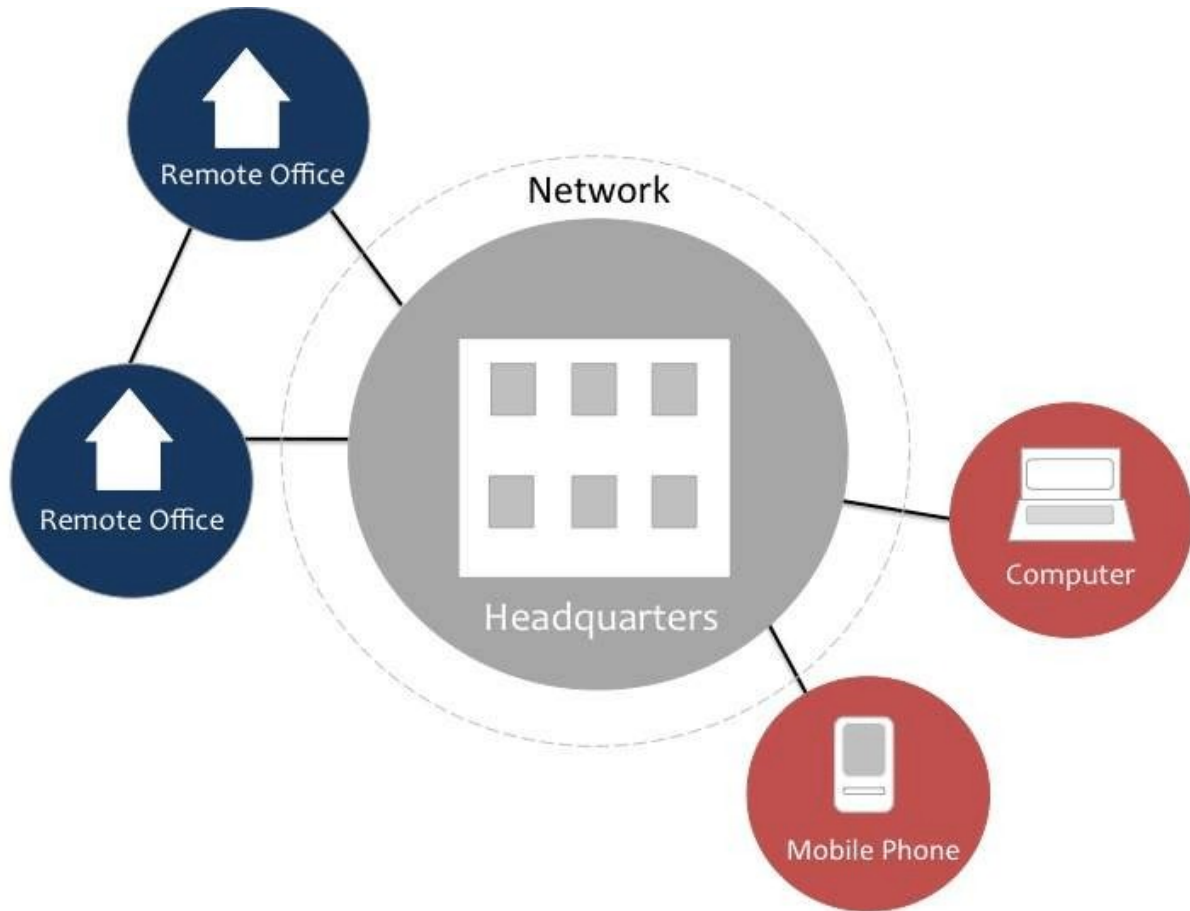 Remote Office
Network
Remote Office
Headquarters
Computer
Mobile Phone